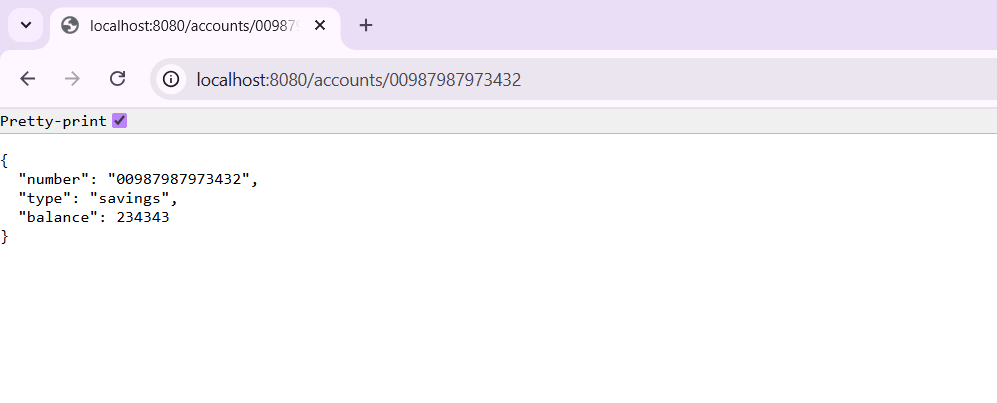 localhost:8080/accounts/00987
localhost:8080/accounts/00987987973432
Pretty-print
{
"number": "00987987973432",
"type": "savings",
"balance": 234343
}